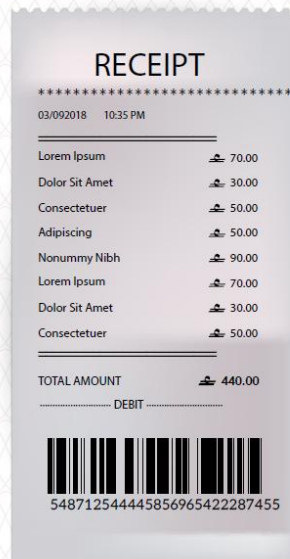 RECEIPT
*****************************
03/092018 10:35 PM
Lorem Ipsum 70.00
Dolor Sit Amet 30.00
Consectetuer 50.00
Adipiscing 50.00
Nonummy Nibh 90.00
Lorem Ipsum 70.00
Dolor Sit Amet 30.00
Consectetuer 50.00
TOTAL AMOUNT 440.00
DEBIT
548712544445856965422287455